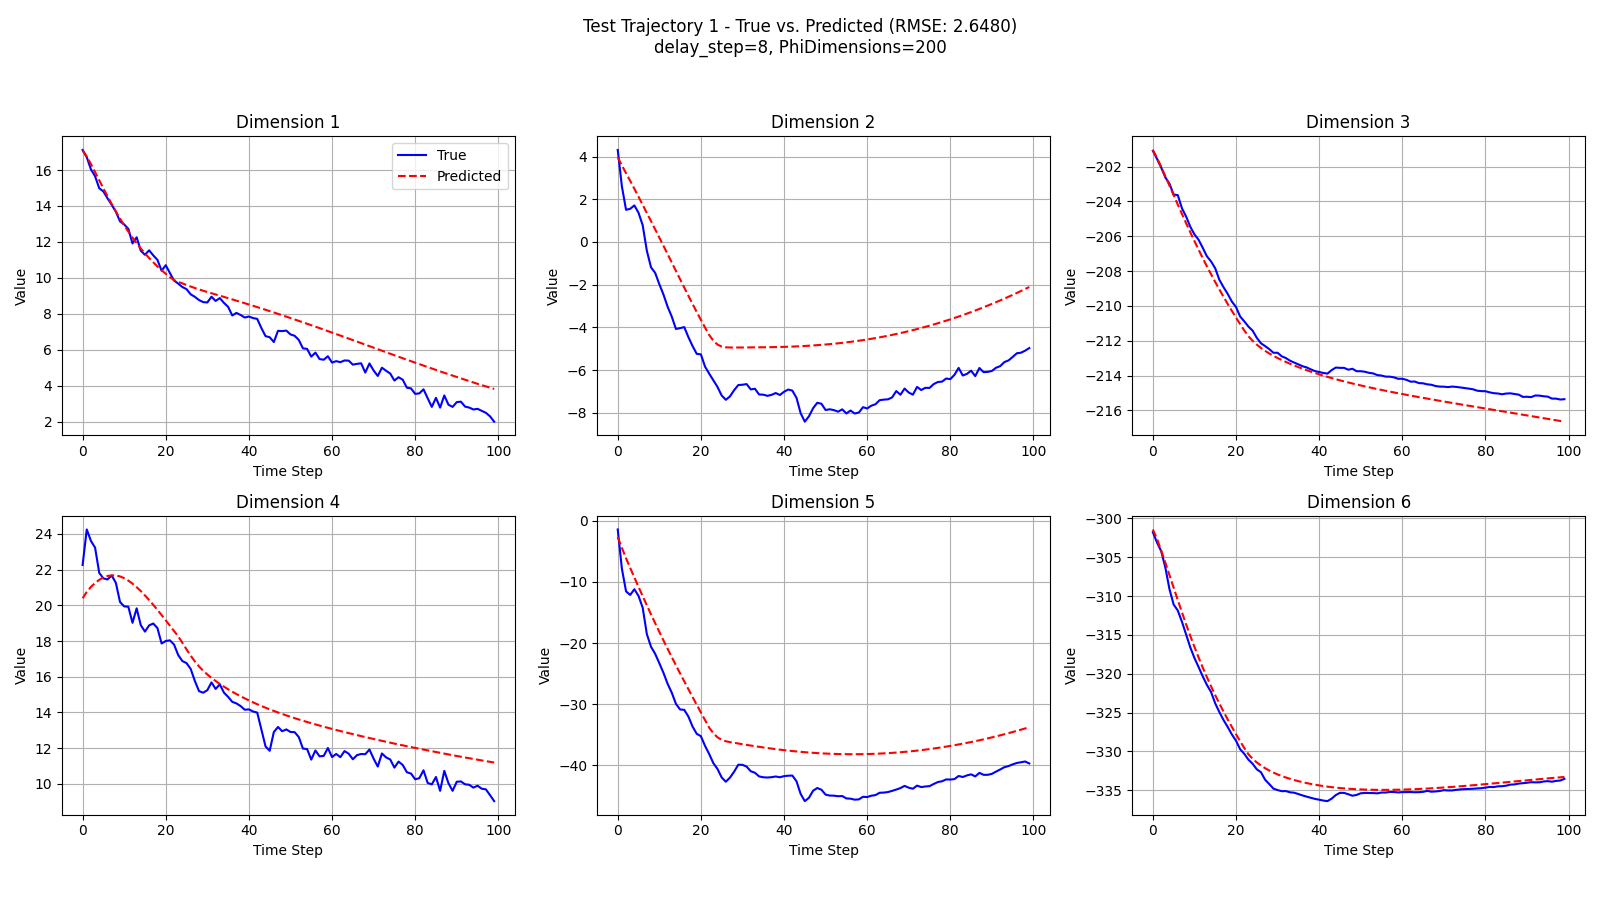 Test Trajectory 1 - True vs. Predicted (RMSE: 2.6480)
delay_step=8, PhiDimensions=200
Dimension 1
True
Predicted
16
14
12
10
8
6
4
2
Value
0 20 40 60 80 100
Time Step
Dimension 2
4
2
0
−2
−4
−6
−8
Value
0 20 40 60 80 100
Time Step
Dimension 3
−202
−204
−206
−208
−210
−212
−214
−216
Value
0 20 40 60 80 100
Time Step
Dimension 4
24
22
20
18
16
14
12
10
Value
0 20 40 60 80 100
Time Step
Dimension 5
0
−10
−20
−30
−40
Value
0 20 40 60 80 100
Time Step
Dimension 6
−300
−305
−310
−315
−320
−325
−330
−335
Value
0 20 40 60 80 100
Time Step